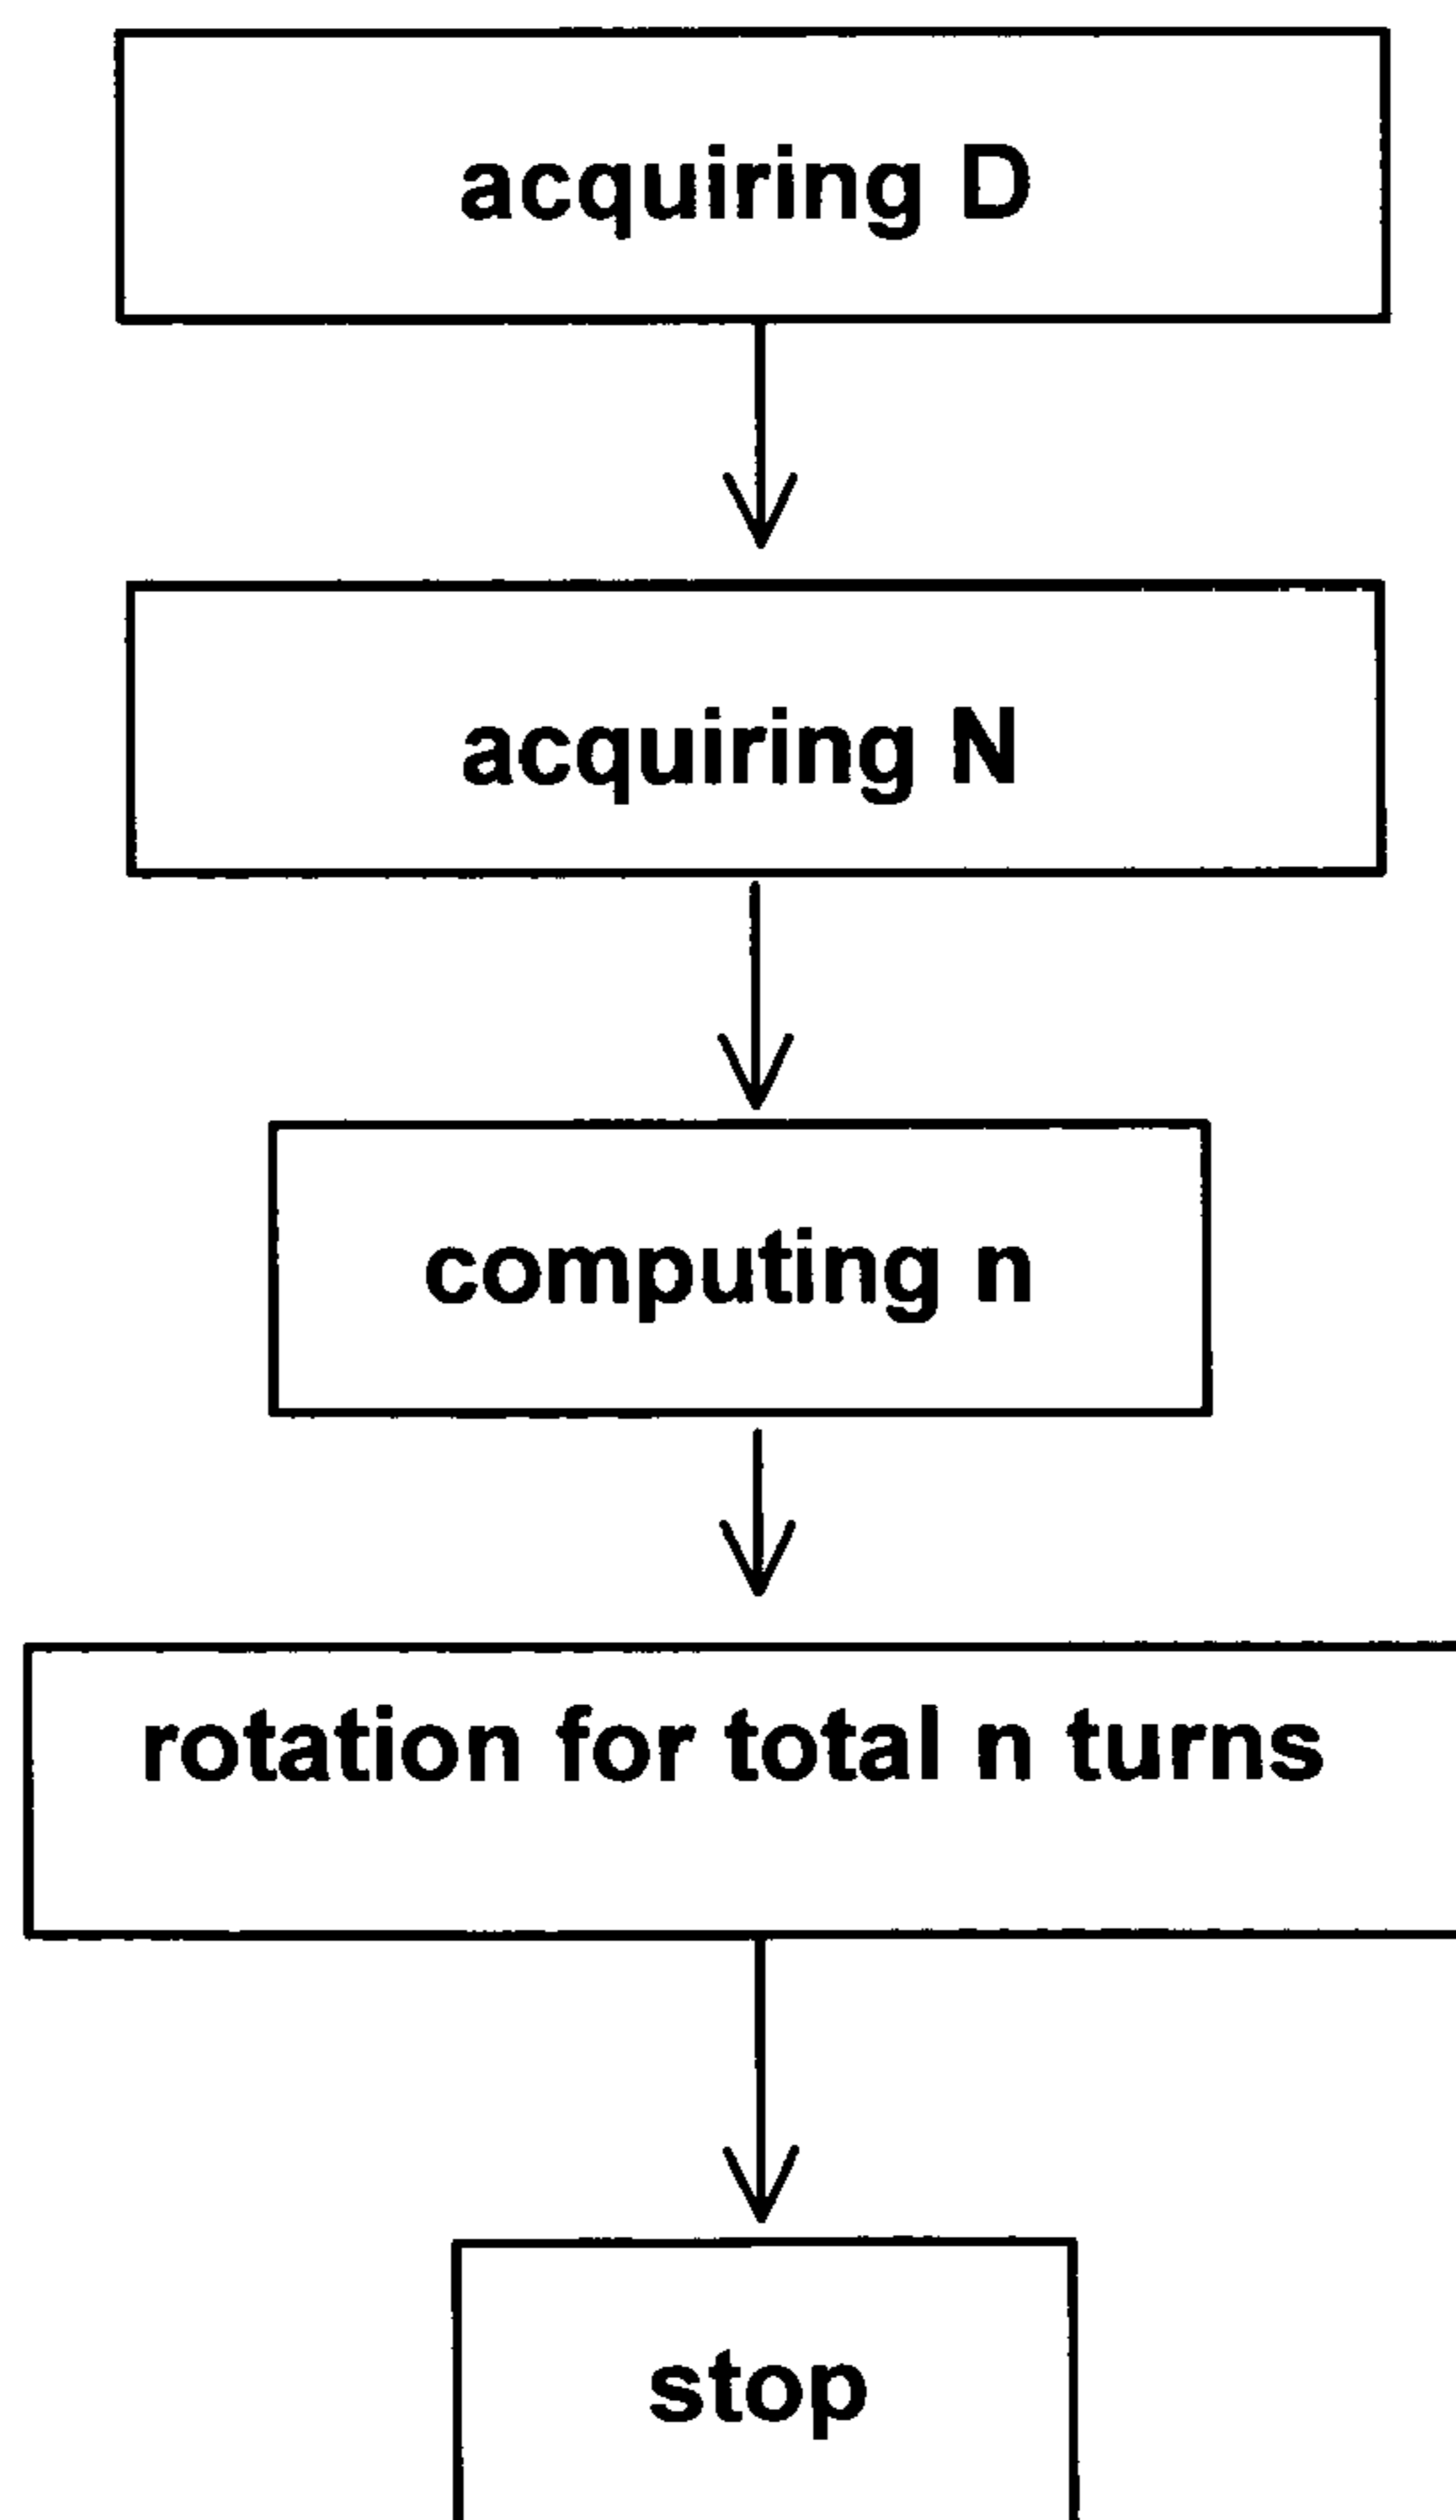 acquiring D
acquiring N
computing n
rotation for total n turns
stop